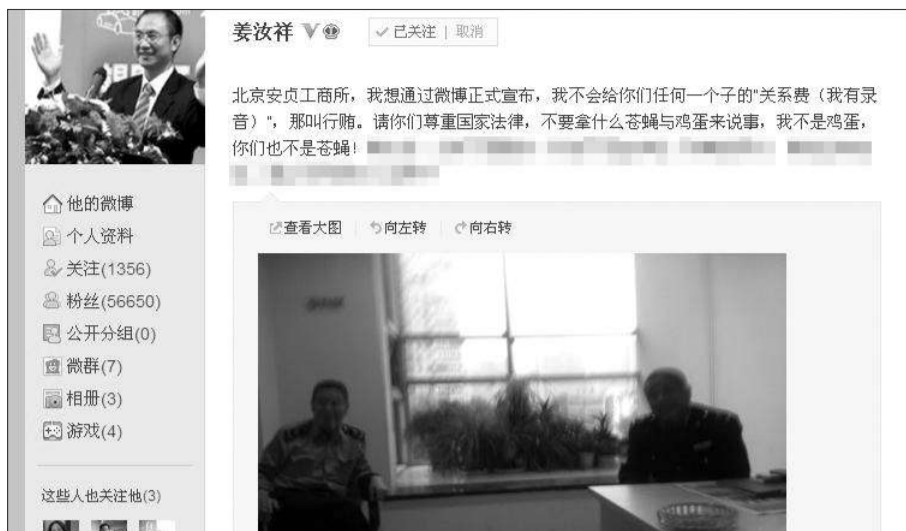 姜汝祥
已关注 | 取消
北京安贞工商所，我想通过微博正式宣布，我不会给你们任何一个子的"关系费（我有录
音）"，那叫行贿。请你们尊重国家法律，不要拿什么苍蝇与鸡蛋来说事，我不是鸡蛋，
你们也不是苍蝇！
查看大图 向左转 向右转
他的微博
个人资料
关注(1356)
粉丝(56650)
公开分组(0)
微群(7)
相册(3)
游戏(4)
这些人也关注他(3)